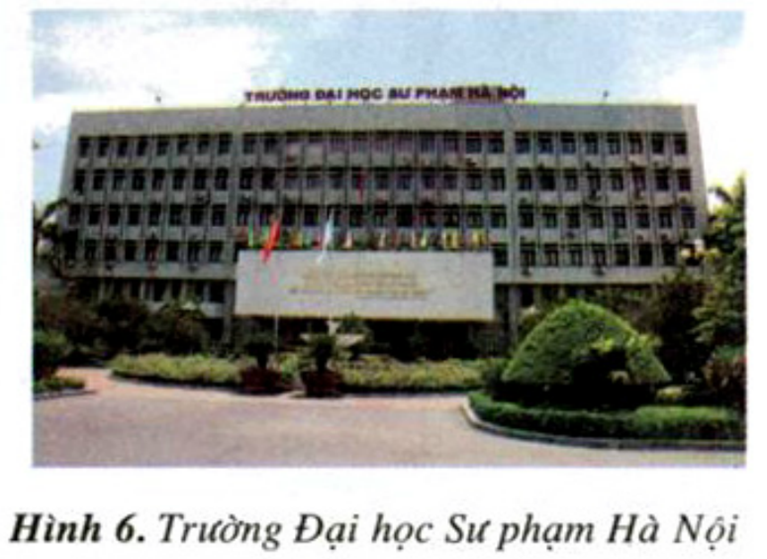 TRƯỜNG ĐẠI HỌC SƯ PHẠM HÀ NỘI
Hình 6. Trường Đại học Sư phạm Hà Nội